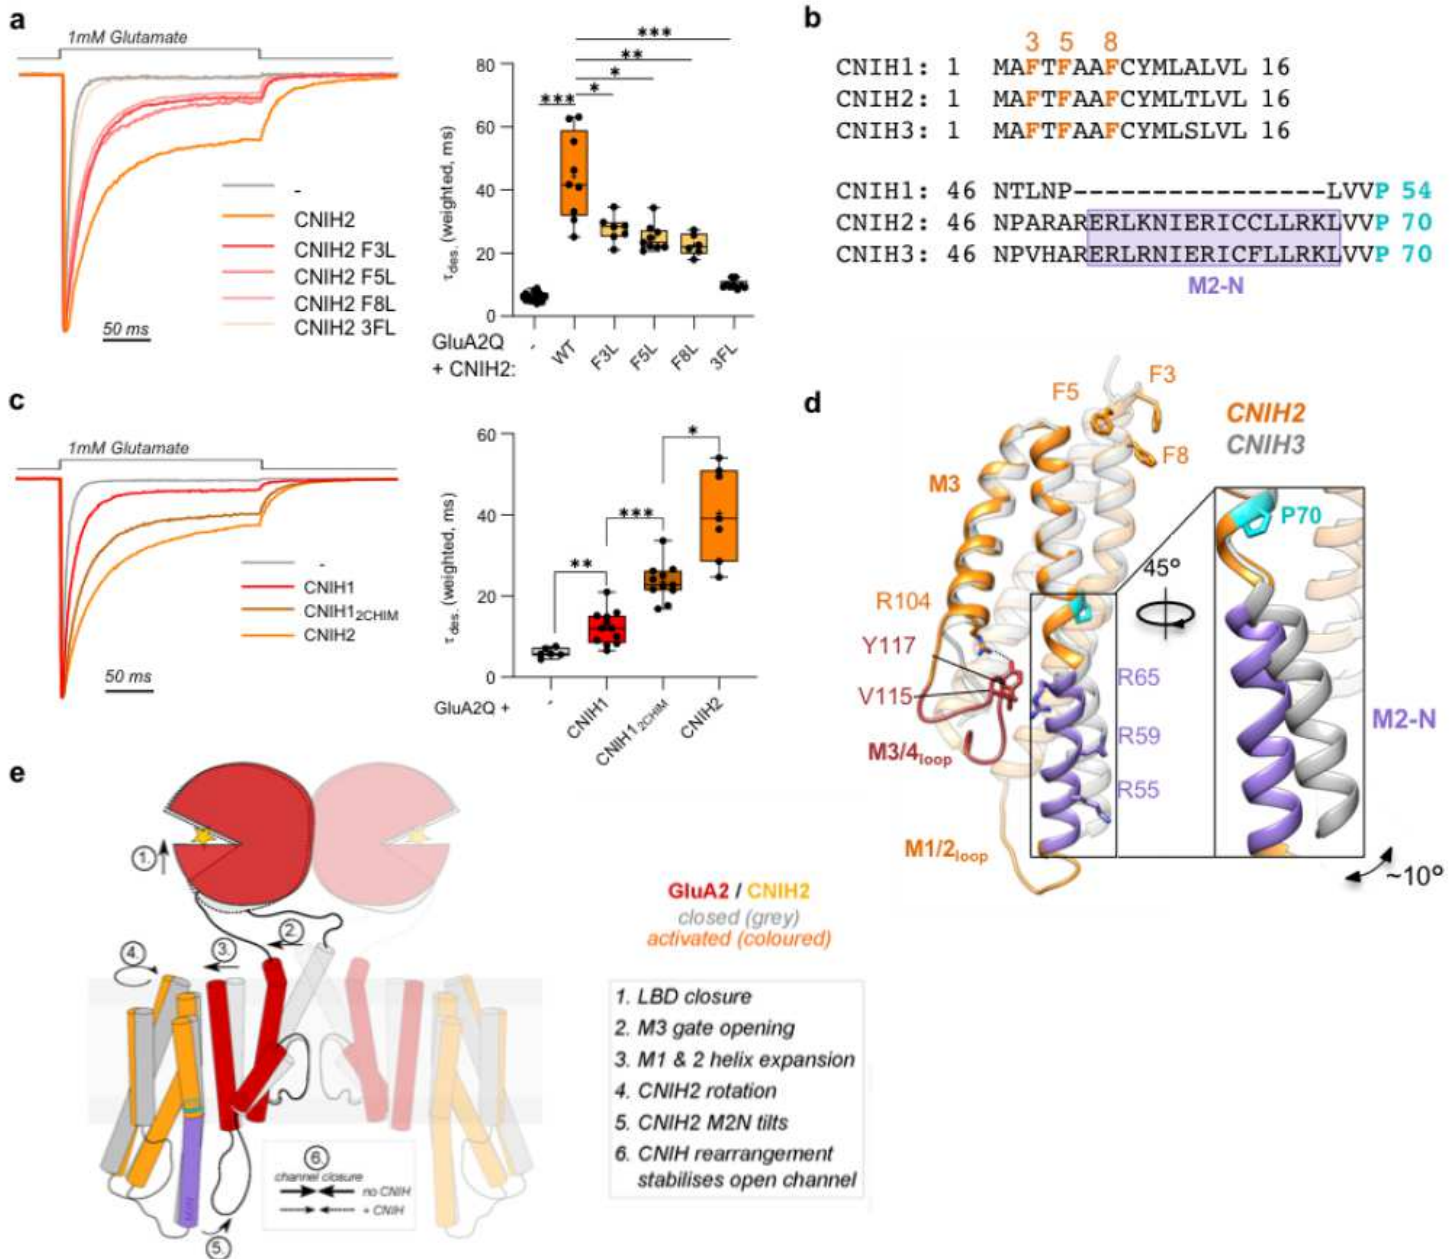 a
1mM Glutamate
-
CNIH2
CNIH2 F3L
CNIH2 F5L
CNIH2 F8L
CNIH2 3FL
50 ms
τdes. (weighted, ms)
80
60
40
20
0
***
*
*
**
***
GluA2Q
+ CNIH2:
- WT F3L F5L F8L 3FL
b
3 5 8
CNIH1: 1 MAFTFAAFCYMLALVL 16
CNIH2: 1 MAFTFAAFCYMLTLVL 16
CNIH3: 1 MAFTFAAFCYMLSLVL 16
CNIH1: 46 NTLNP----------------LVVP 54
CNIH2: 46 NPARARERLKNIERICCLLRKLVVP 70
CNIH3: 46 NPVHARERLRNIERICFLLRKLVVP 70
M2-N
c
1mM Glutamate
-
CNIH1
CNIH12CHIM
CNIH2
50 ms
τdes. (weighted, ms)
60
40
20
0
**
***
*
GluA2Q +
- CNIH1 CNIH12CHIM CNIH2
d
F5
F3
F8
CNIH2
CNIH3
M3
P70
45°
R104
Y117
V115
R65
R59
R55
M3/4loop
M1/2loop
M2-N
~10°
e
1.
2.
3.
4.
5.
M2N
6.
channel closure
no CNIH
+ CNIH
GluA2 / CNIH2
closed (grey)
activated (coloured)
1. LBD closure
2. M3 gate opening
3. M1 & 2 helix expansion
4. CNIH2 rotation
5. CNIH2 M2N tilts
6. CNIH rearrangement
stabilises open channel